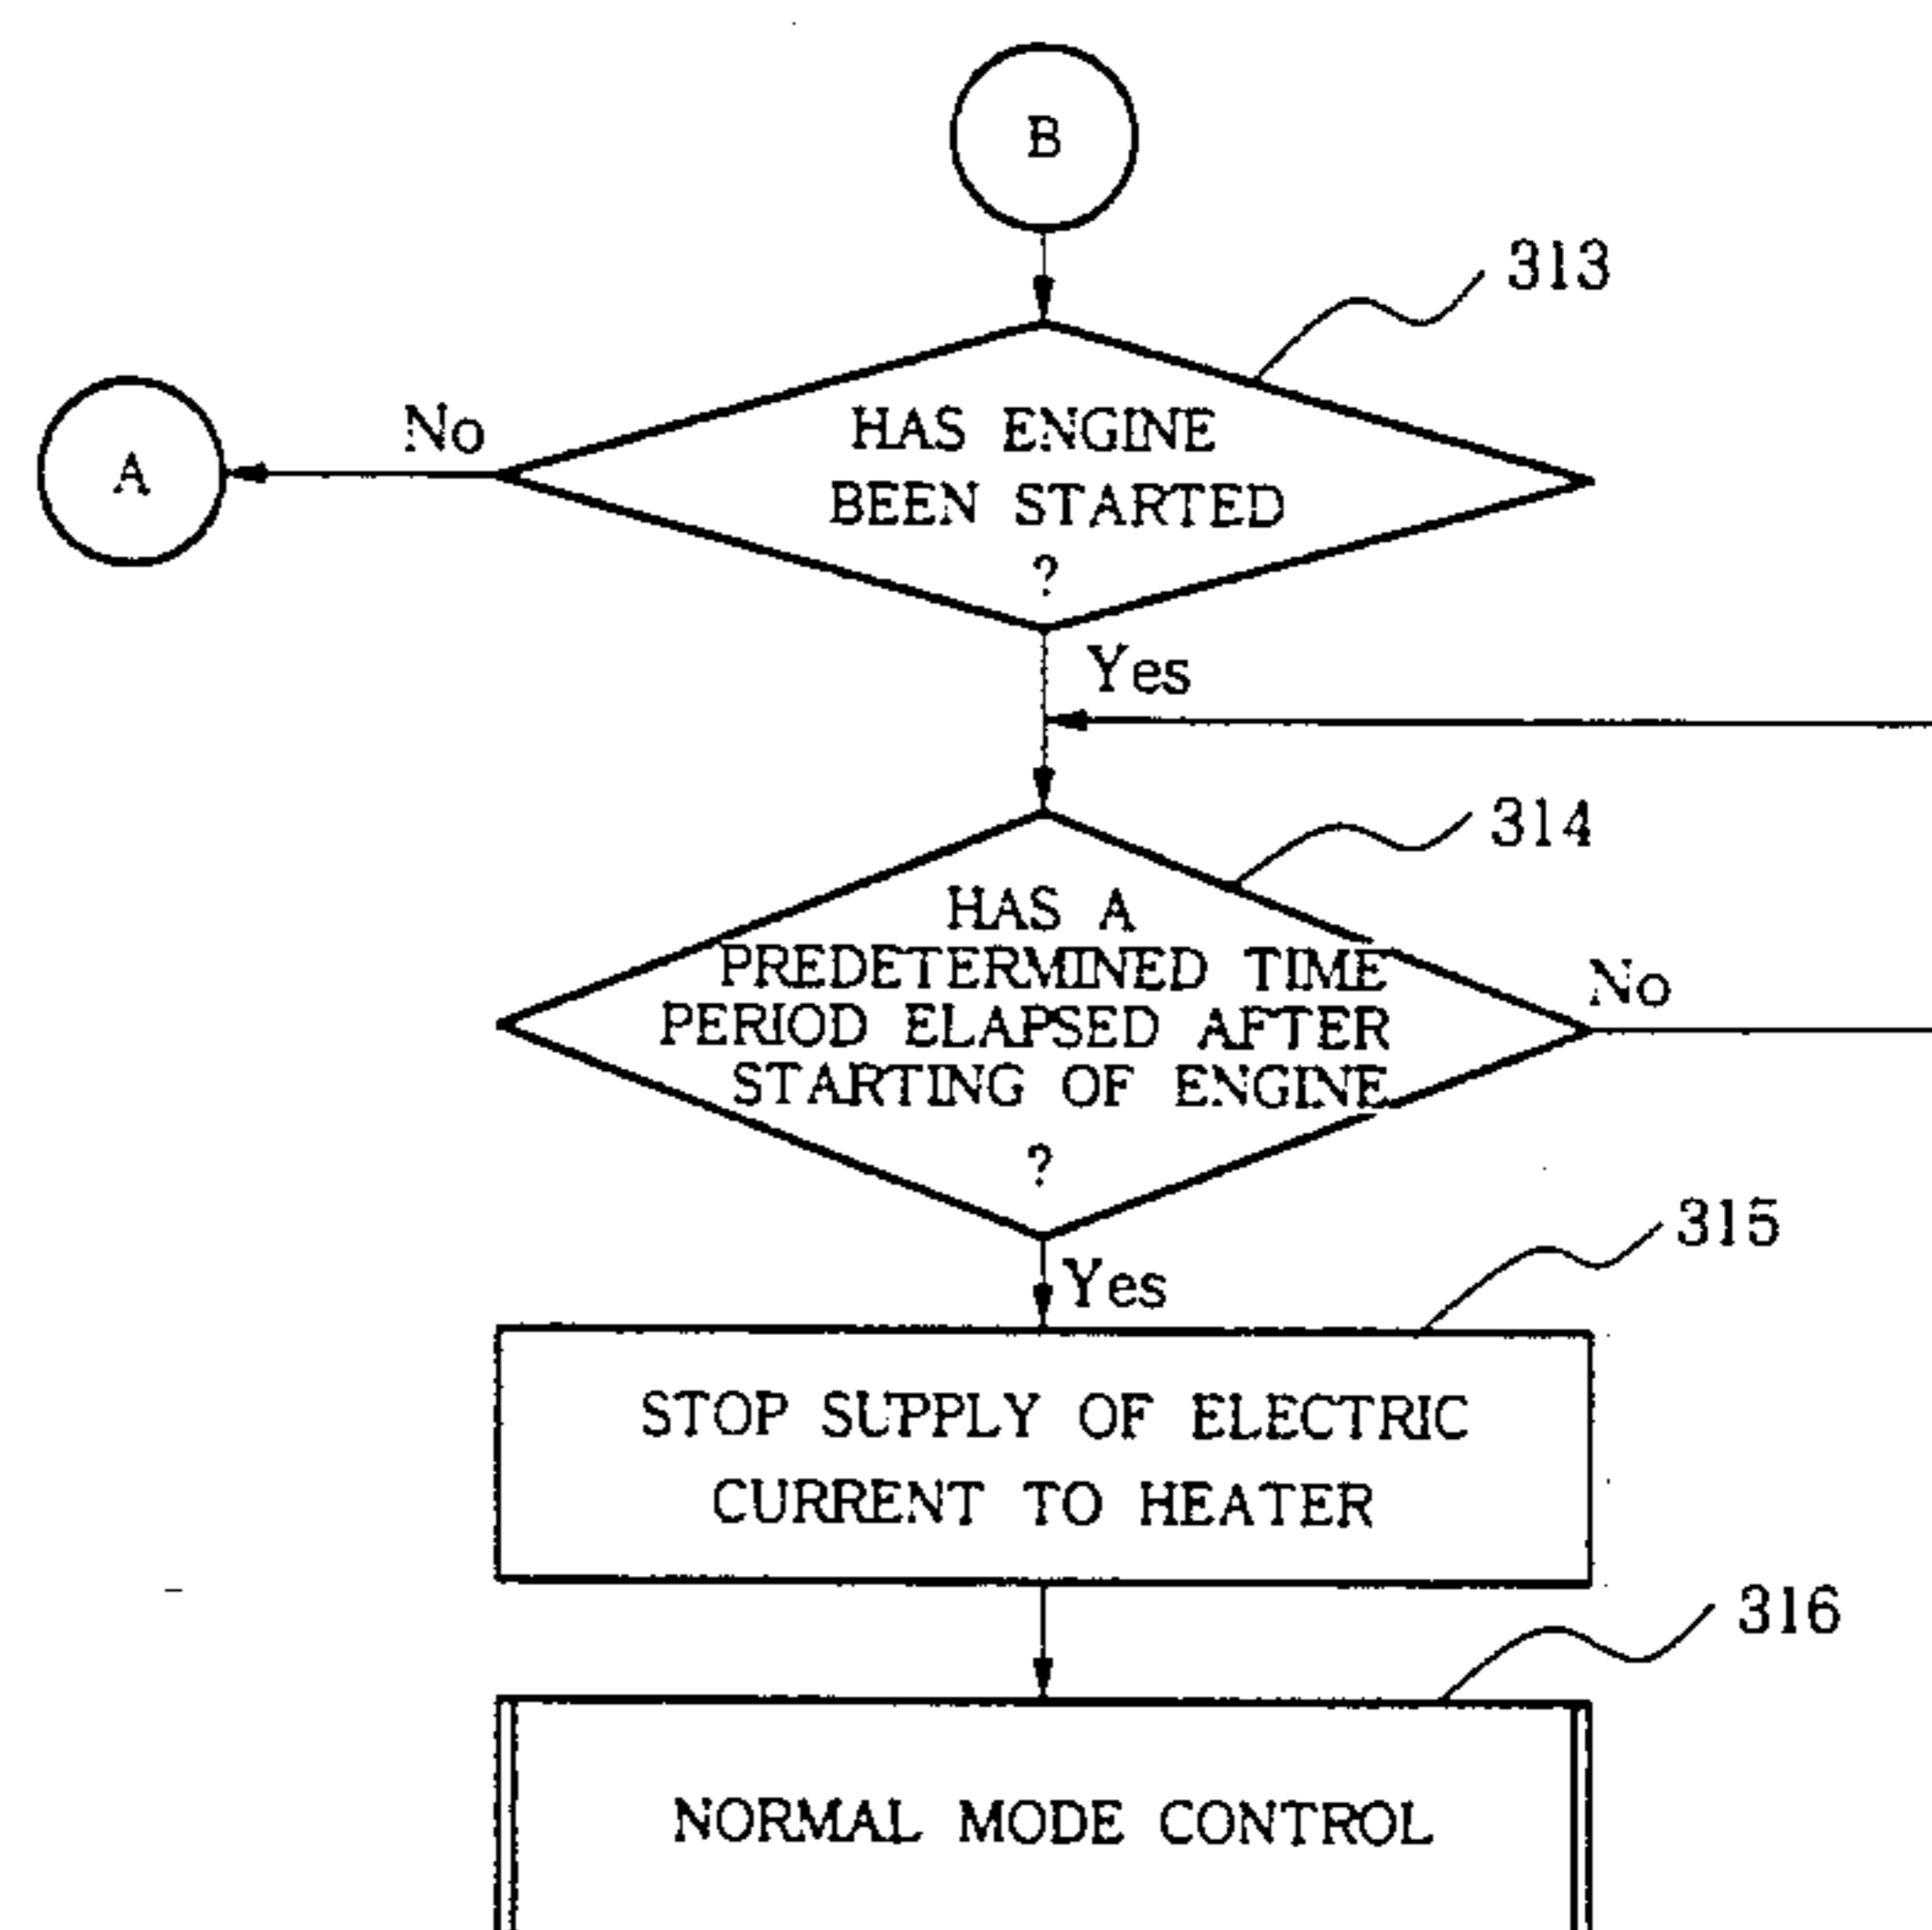 B
313
HAS ENGINE
BEEN STARTED
?
No
A
Yes
314
HAS A
PREDETERMINED TIME
PERIOD ELAPSED AFTER
STARTING OF ENGINE
?
No
Yes
315
STOP SUPPLY OF ELECTRIC
CURRENT TO HEATER
316
NORMAL MODE CONTROL